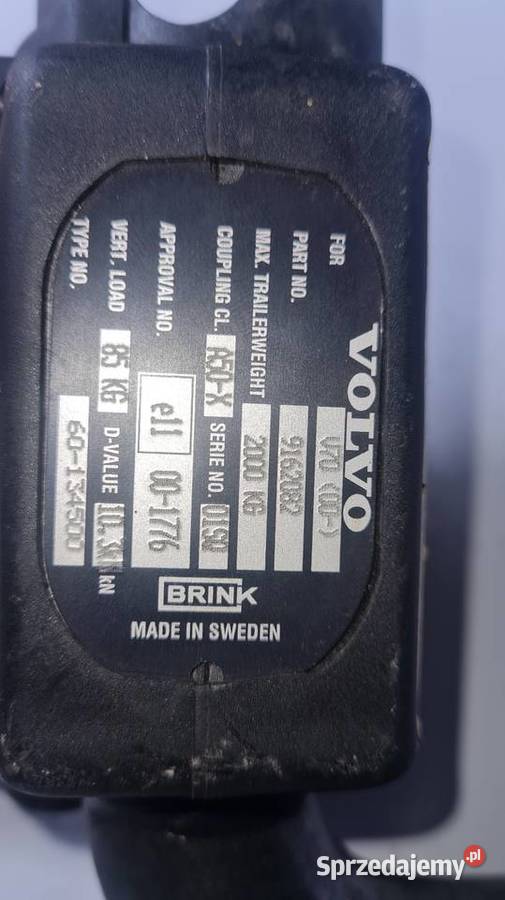 VOLVO
FOR V70 (00-)
PART NO. 9162082
MAX. TRAILERWEIGHT 2000 KG
COUPLING CL. A50-X SERIE NO.
APPROVAL NO. e11 00-1776
VERT. LOAD 85 KG D-VALUE kN
TYPE NO. 60-134500
BRINK
MADE IN SWEDEN
Sprzedajemy.pl